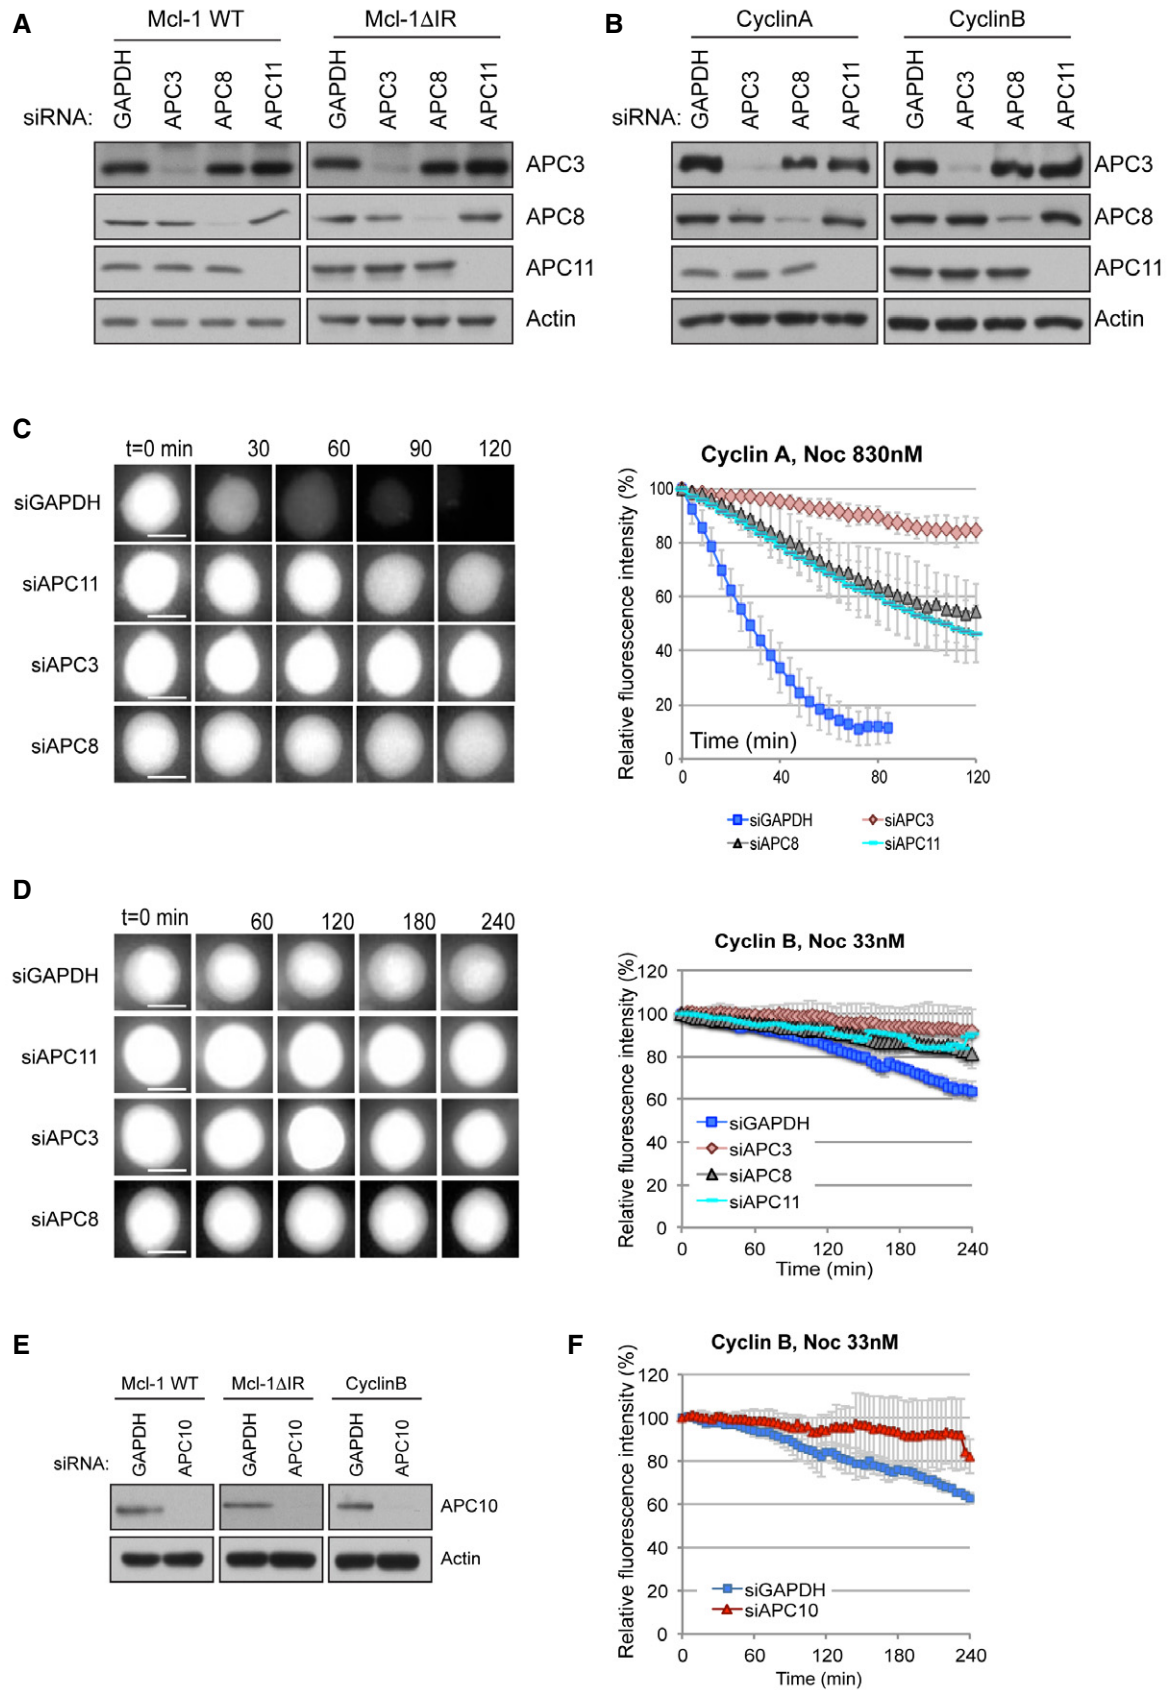 A
Mcl-1 WT
Mcl-1ΔIR
siRNA:
GAPDH
APC3
APC8
APC11
GAPDH
APC3
APC8
APC11
APC3
APC8
APC11
Actin
B
CyclinA
CyclinB
siRNA:
GAPDH
APC3
APC8
APC11
GAPDH
APC3
APC8
APC11
APC3
APC8
APC11
Actin
C
t=0 min 30 60 90 120
siGAPDH
siAPC11
siAPC3
siAPC8
Cyclin A, Noc 830nM
Relative fluorescence intensity (%)
100
80
60
40
20
0
Time (min)
0 40 80 120
siGAPDH
siAPC3
siAPC8
siAPC11
D
t=0 min 60 120 180 240
siGAPDH
siAPC11
siAPC3
siAPC8
Cyclin B, Noc 33nM
Relative fluorescence intensity (%)
120
100
80
60
40
20
0
siGAPDH
siAPC3
siAPC8
siAPC11
0 60 120 180 240
Time (min)
E
Mcl-1 WT
Mcl-1ΔIR
CyclinB
siRNA:
GAPDH
APC10
GAPDH
APC10
GAPDH
APC10
APC10
Actin
F
Cyclin B, Noc 33nM
Relative fluorescence intensity (%)
120
100
80
60
40
20
0
siGAPDH
siAPC10
0 60 120 180 240
Time (min)